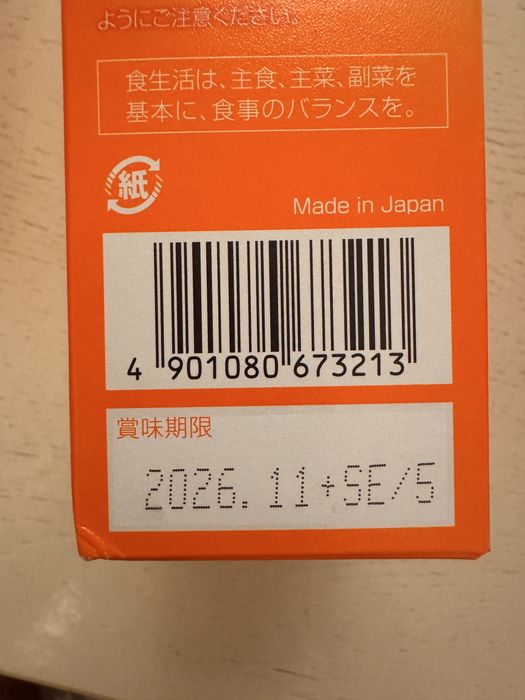 ようにご注意ください。
食生活は、主食、主菜、副菜を
基本に、食事のバランスを。
紙
Made in Japan
4 901080 673213
賞味期限
2026.11+SE/5